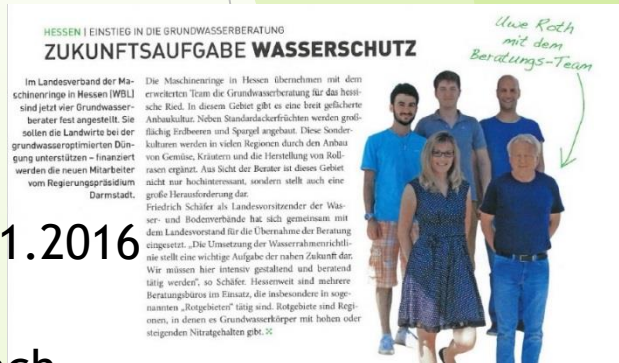 HESSEN | EINSTIEG IN DIE GRUNDWASSERBERATUNG
ZUKUNFTSAUFGABE WASSERSCHUTZ
Im Landesverband der Ma-
schinenringe in Hessen (WBL)
sind jetzt vier Grundwasser-
berater fest angestellt. Sie
sollen die Landwirte bei der
grundwasseroptimierten Dün-
gung unterstützen – finanziert
werden die neuen Mitarbeiter
vom Regierungspräsidium
Darmstadt.
Die Maschinenringe in Hessen übernehmen mit dem
erweiterten Team die Grundwasserberatung für das hessi-
sche Ried. In diesem Gebiet gibt es eine breit gefächerte
Anbaukultur. Neben Standardackerfrüchten werden groß-
flächig Erdbeeren und Spargel angebaut. Diese Sonder-
kulturen werden in vielen Regionen durch den Anbau
von Gemüse, Kräutern und die Herstellung von Roll-
rasen ergänzt. Aus Sicht der Berater ist dieses Gebiet
nicht nur hochinteressant, sondern stellt auch eine
große Herausforderung dar.
Friedrich Schäfer als Landesvorsitzender der Was-
ser- und Bodenverbände hat sich gemeinsam mit
dem Landesvorstand für die Übernahme der Beratung
eingesetzt. „Die Umsetzung der Wasserrahmenrichtli-
nie stellt eine wichtige Aufgabe der nahen Zukunft dar.
Wir müssen hier intensiv gestaltend und beratend
tätig werden", so Schäfer. Hessenweit sind mehrere
Beratungsbüros im Einsatz, die insbesondere in soge-
nannten „Rotgebieten" tätig sind. Rotgebiete sind Regi-
onen, in denen es Grundwasserkörper mit hohen oder
steigenden Nitratgehalten gibt.
Uwe Roth
mit dem
Beratungs-Team
1.2016